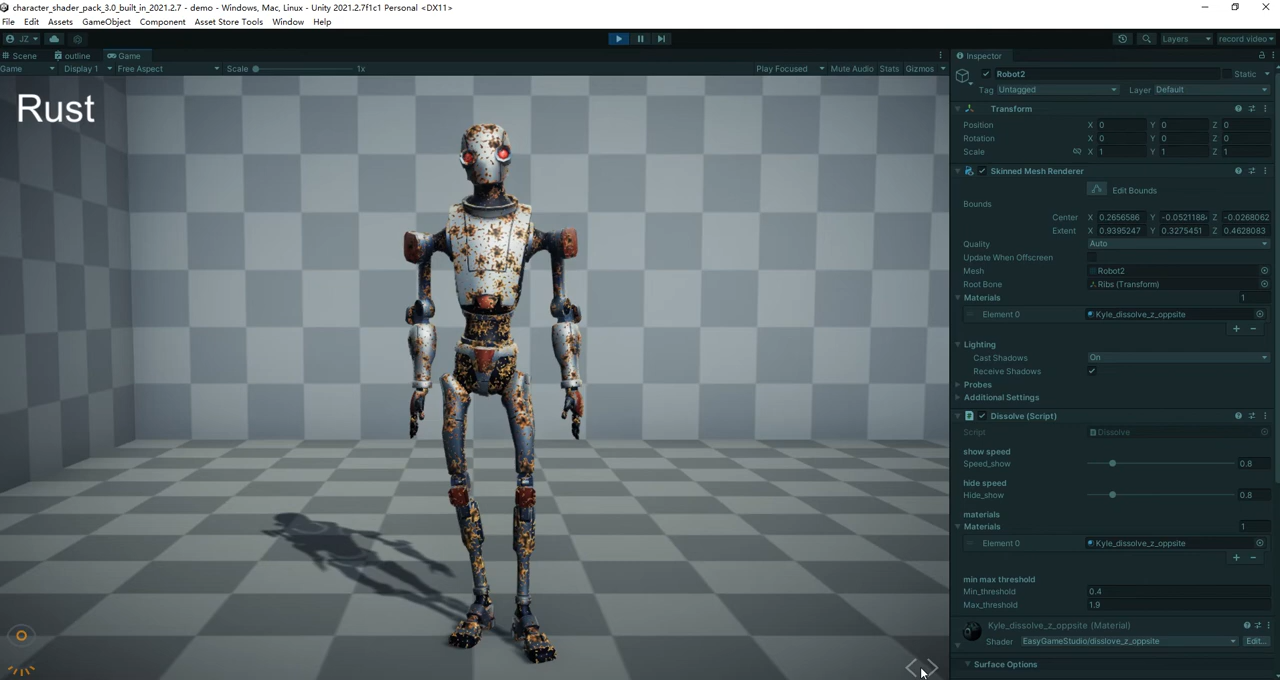 character_shader_pack_3.0_built_in_2021.2.7 - demo - Windows, Mac, Linux - Unity 2021.2.7f1c1 Personal <DX11>
File Edit Assets GameObject Component Asset Store Tools Window Help
JZ Layers record video
Scene outline Game Inspector
Game Display 1 Free Aspect Scale 1x Play Focused Mute Audio Stats Gizmos
Robot2 Static
Tag Untagged Layer Default
Rust
Transform
Position X 0 Y 0 Z 0
Rotation X 0 Y 0 Z 0
Scale X 1 Y 1 Z 1
Skinned Mesh Renderer
Edit Bounds
Bounds
Center X 0.2656586 Y -0.0521188 Z -0.0268062
Extent X 0.9395247 Y 0.3275451 Z 0.4628083
Quality Auto
Update When Offscreen
Mesh Robot2
Root Bone Ribs (Transform)
Materials 1
Element 0 Kyle_dissolve_z_oppsite
+ −
Lighting
Cast Shadows On
Receive Shadows
Probes
Additional Settings
Dissolve (Script)
Script Dissolve
show speed
Speed_show 0.8
hide speed
Hide_show 0.8
materials
Materials 1
Element 0 Kyle_dissolve_z_oppsite
+ −
min max threshold
Min_threshold 0.4
Max_threshold 1.9
Kyle_dissolve_z_oppsite (Material)
Shader EasyGameStudio/disslove_z_oppsite Edit...
Surface Options